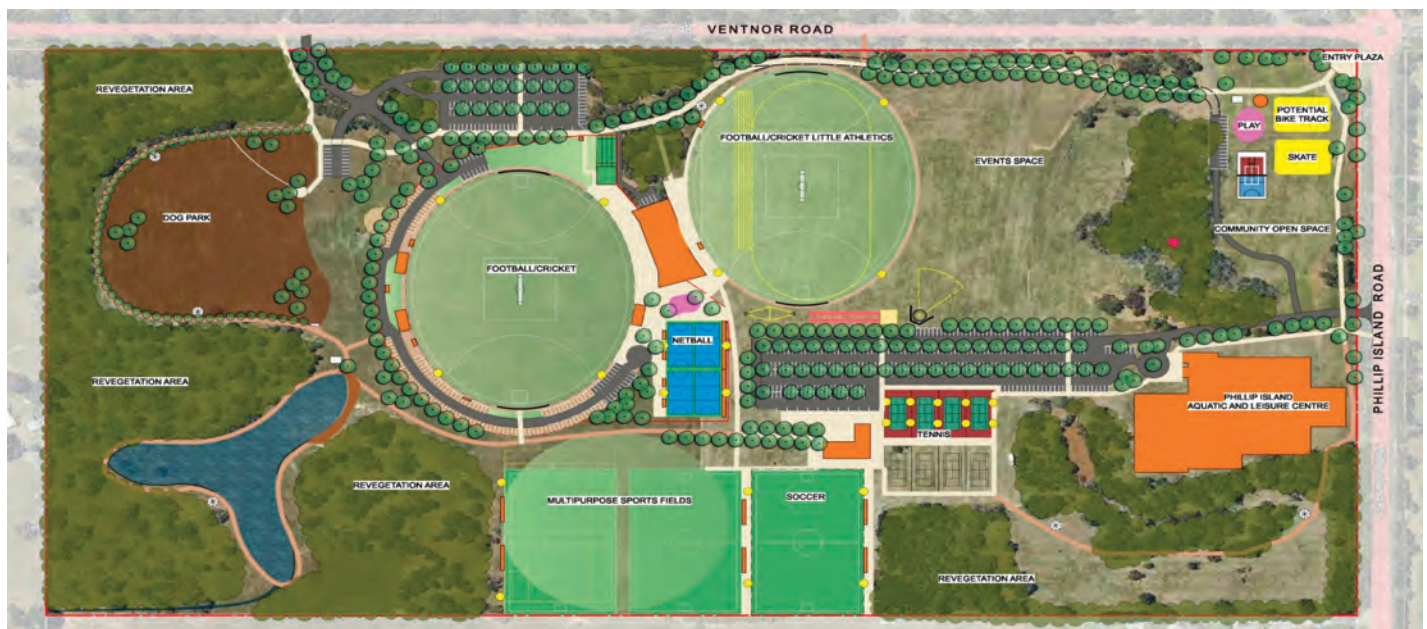 VENTNOR ROAD
ENTRY PLAZA
REVEGETATION AREA
POTENTIAL
BIKE TRACK
PLAY
FOOTBALL/CRICKET LITTLE ATHLETICS
EVENTS SPACE
SKATE
DOG PARK
COMMUNITY OPEN SPACE
FOOTBALL/CRICKET
PHILLIP ISLAND ROAD
NETBALL
REVEGETATION AREA
PHILLIP ISLAND
AQUATIC AND LEISURE CENTRE
TENNIS
REVEGETATION AREA
MULTIPURPOSE SPORTS FIELDS
SOCCER
REVEGETATION AREA